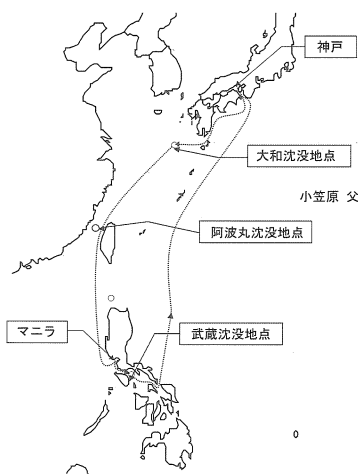 神戸
大和沈没地点
小笠原 父
阿波丸沈没地点
マニラ
武蔵沈没地点